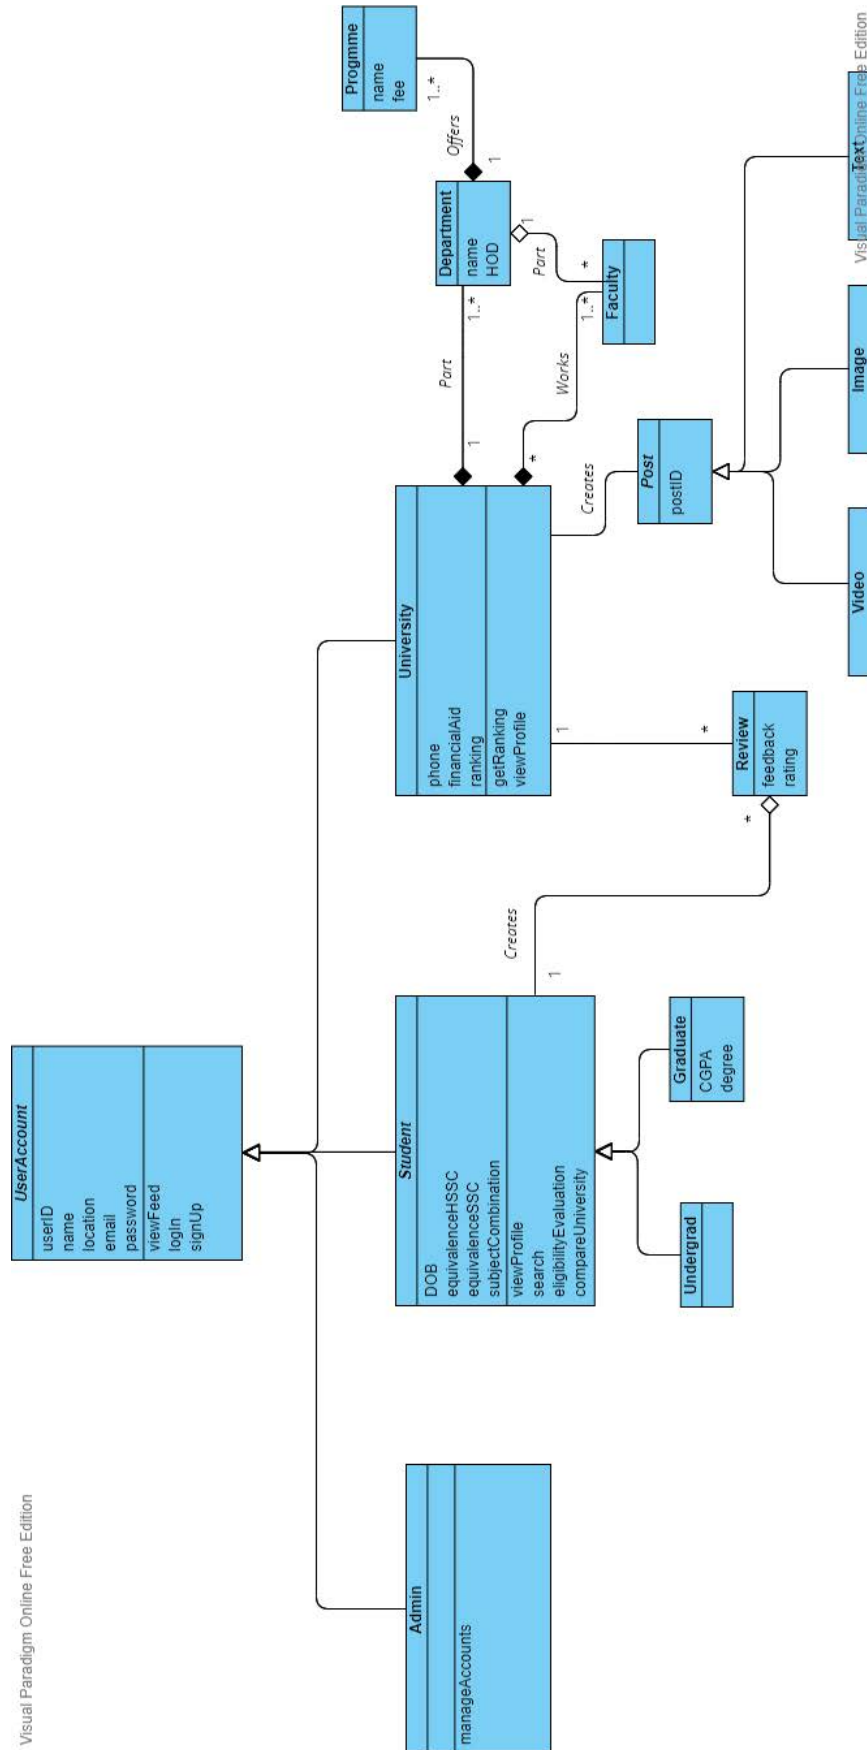 Visual Paradigm Online Free Edition
UserAccount
userID
name
location
email
password
viewFeed
logIn
signUp
Admin
manageAccounts
Student
DOB
equivalenceHSSC
equivalenceSSC
subjectCombination
viewProfile
search
eligibilityEvaluation
compareUniversity
University
phone
financialAid
ranking
getRanking
viewProfile
Part
1
1..*
Department
name
HOD
Offers
1
1..*
Progmme
name
fee
Part
1
*
Works
*
1..*
Faculty
Creates
1
*
1
*
Creates
Undergrad
Graduate
CGPA
degree
Review
feedback
rating
Post
postID
Video
Image
Text
Visual Paradigm Online Free Edition